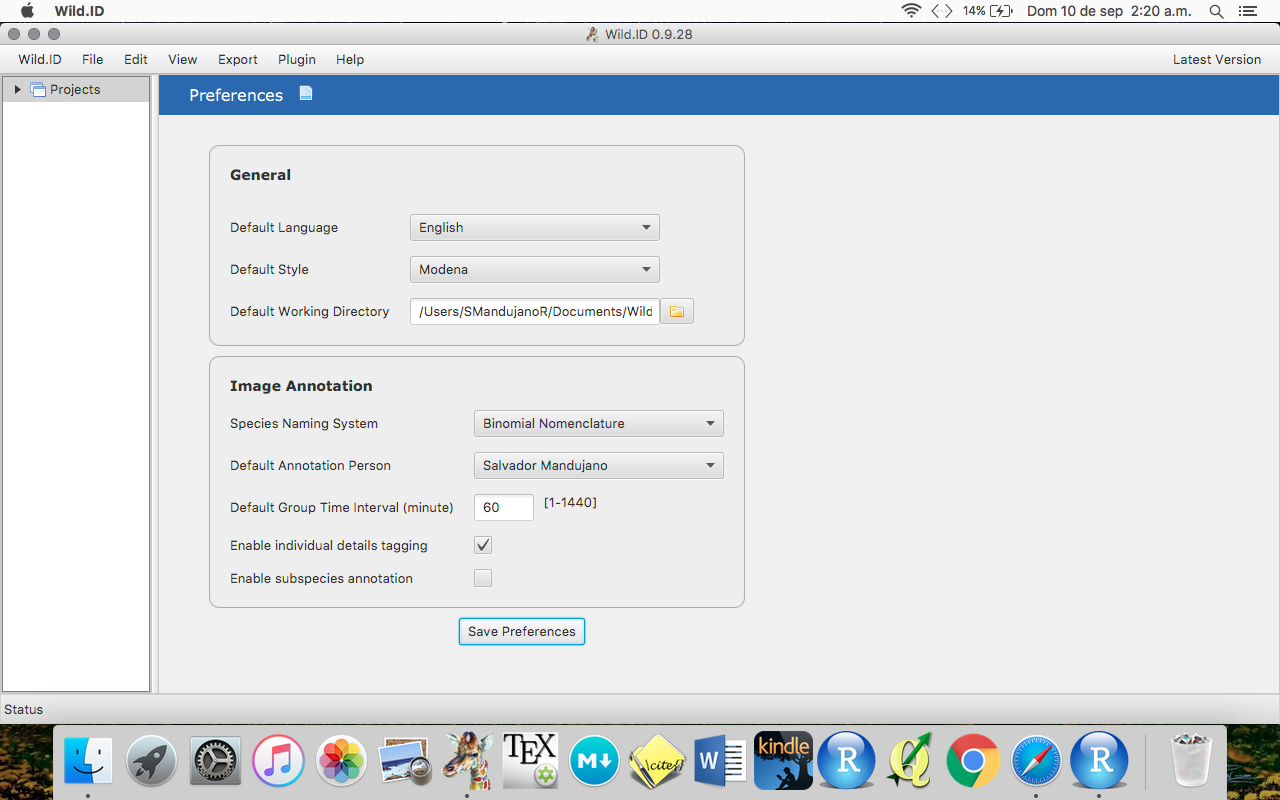 Wild.ID 14% Dom 10 de sep 2:20 a.m.
Wild.ID 0.9.28
Wild.ID File Edit View Export Plugin Help Latest Version
Projects
Preferences
General
Default Language English
Default Style Modena
Default Working Directory /Users/SMandujanoR/Documents/Wild
Image Annotation
Species Naming System Binomial Nomenclature
Default Annotation Person Salvador Mandujano
Default Group Time Interval (minute) 60 [1-1440]
Enable individual details tagging
Enable subspecies annotation
Save Preferences
Status
TEX M \cite{} W kindle R R